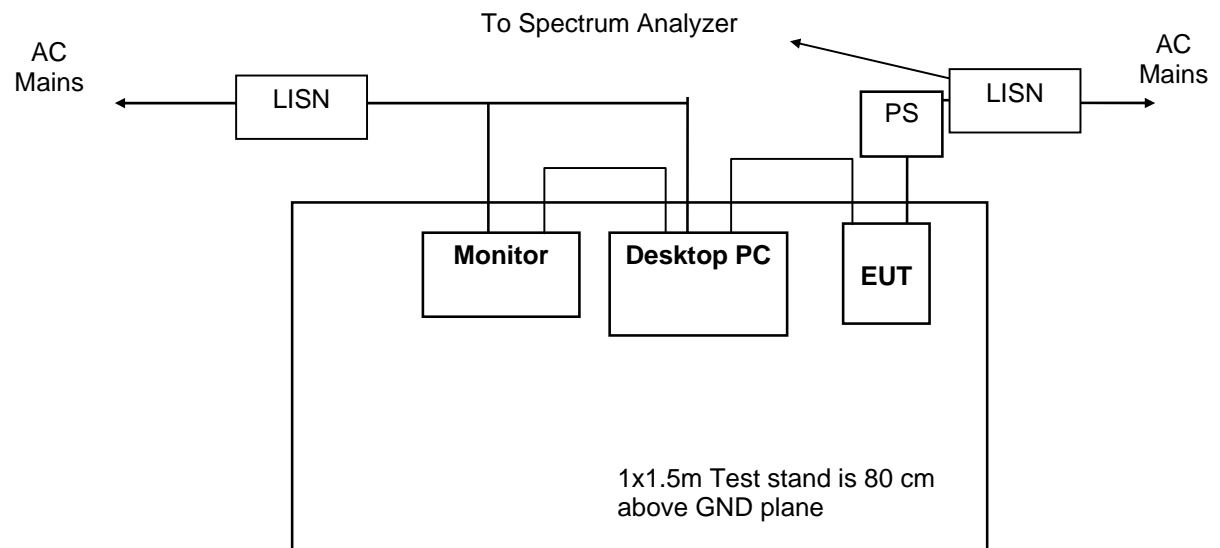 To Spectrum Analyzer
AC
Mains
LISN
PS
LISN
AC
Mains
Monitor
Desktop PC
EUT
1x1.5m Test stand is 80 cm
above GND plane